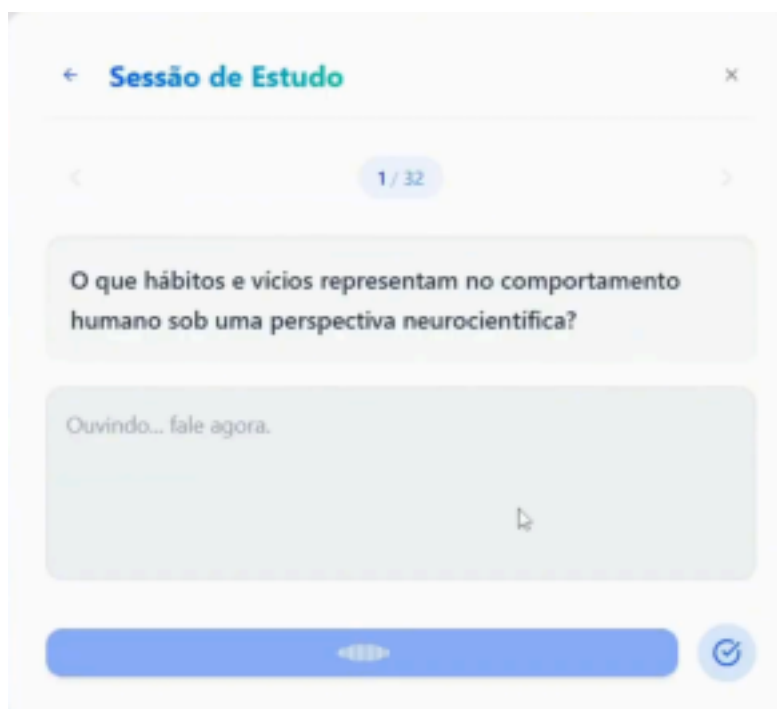 Sessão de Estudo
1 / 32
O que hábitos e vícios representam no comportamento
humano sob uma perspectiva neurocientífica?
Ouvindo... fale agora.